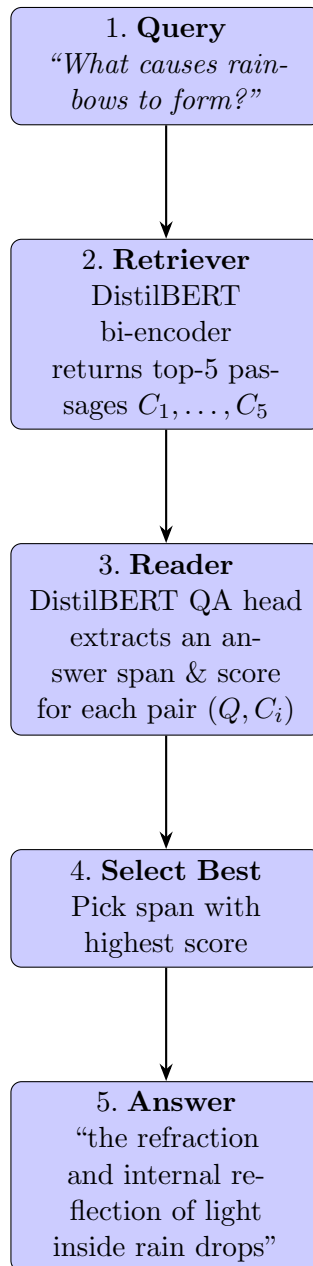 1. Query
“What causes rain-
bows to form?”
2. Retriever
DistilBERT
bi-encoder
returns top-5 pas-
sages C₁, . . . , C₅
3. Reader
DistilBERT QA head
extracts an an-
swer span & score
for each pair (Q, Cᵢ)
4. Select Best
Pick span with
highest score
5. Answer
“the refraction
and internal re-
flection of light
inside rain drops”